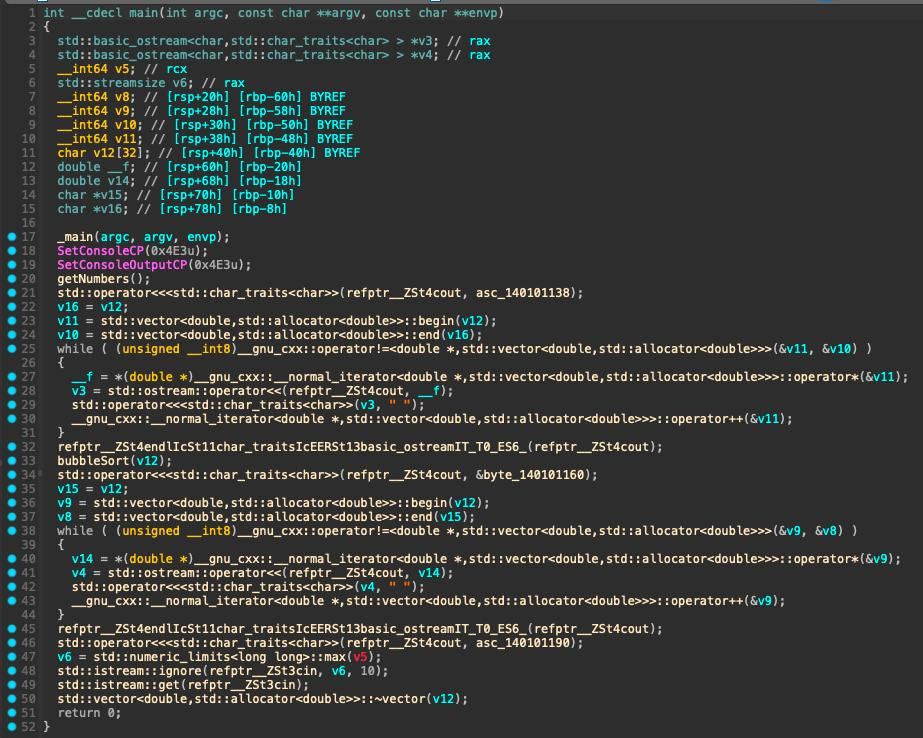 1 int __cdecl main(int argc, const char **argv, const char **envp)
2 {
3 std::basic_ostream<char,std::char_traits<char> > *v3; // rax
4 std::basic_ostream<char,std::char_traits<char> > *v4; // rax
5 __int64 v5; // rcx
6 std::streamsize v6; // rax
7 __int64 v8; // [rsp+20h] [rbp-60h] BYREF
8 __int64 v9; // [rsp+28h] [rbp-58h] BYREF
9 __int64 v10; // [rsp+30h] [rbp-50h] BYREF
10 __int64 v11; // [rsp+38h] [rbp-48h] BYREF
11 char v12[32]; // [rsp+40h] [rbp-40h] BYREF
12 double __f; // [rsp+60h] [rbp-20h]
13 double v14; // [rsp+68h] [rbp-18h]
14 char *v15; // [rsp+70h] [rbp-10h]
15 char *v16; // [rsp+78h] [rbp-8h]
16
17 _main(argc, argv, envp);
18 SetConsoleCP(0x4E3u);
19 SetConsoleOutputCP(0x4E3u);
20 getNumbers();
21 std::operator<<<std::char_traits<char>>(refptr__ZSt4cout, asc_140101138);
22 v16 = v12;
23 v11 = std::vector<double,std::allocator<double>>::begin(v12);
24 v10 = std::vector<double,std::allocator<double>>::end(v16);
25 while ( (unsigned __int8)__gnu_cxx::operator!=<double *,std::vector<double,std::allocator<double>>>(&v11, &v10) )
26 {
27 __f = *(double *)__gnu_cxx::__normal_iterator<double *,std::vector<double,std::allocator<double>>>::operator*(&v11);
28 v3 = std::ostream::operator<<(refptr__ZSt4cout, __f);
29 std::operator<<<std::char_traits<char>>(v3, " ");
30 __gnu_cxx::__normal_iterator<double *,std::vector<double,std::allocator<double>>>::operator++(&v11);
31 }
32 refptr__ZSt4endlIcSt11char_traitsIcEERSt13basic_ostreamIT_T0_ES6_(refptr__ZSt4cout);
33 bubbleSort(v12);
34 std::operator<<<std::char_traits<char>>(refptr__ZSt4cout, &byte_140101160);
35 v15 = v12;
36 v9 = std::vector<double,std::allocator<double>>::begin(v12);
37 v8 = std::vector<double,std::allocator<double>>::end(v15);
38 while ( (unsigned __int8)__gnu_cxx::operator!=<double *,std::vector<double,std::allocator<double>>>(&v9, &v8) )
39 {
40 v14 = *(double *)__gnu_cxx::__normal_iterator<double *,std::vector<double,std::allocator<double>>>::operator*(&v9);
41 v4 = std::ostream::operator<<(refptr__ZSt4cout, v14);
42 std::operator<<<std::char_traits<char>>(v4, " ");
43 __gnu_cxx::__normal_iterator<double *,std::vector<double,std::allocator<double>>>::operator++(&v9);
44 }
45 refptr__ZSt4endlIcSt11char_traitsIcEERSt13basic_ostreamIT_T0_ES6_(refptr__ZSt4cout);
46 std::operator<<<std::char_traits<char>>(refptr__ZSt4cout, asc_140101190);
47 v6 = std::numeric_limits<long long>::max(v5);
48 std::istream::ignore(refptr__ZSt3cin, v6, 10);
49 std::istream::get(refptr__ZSt3cin);
50 std::vector<double,std::allocator<double>>::~vector(v12);
51 return 0;
52 }